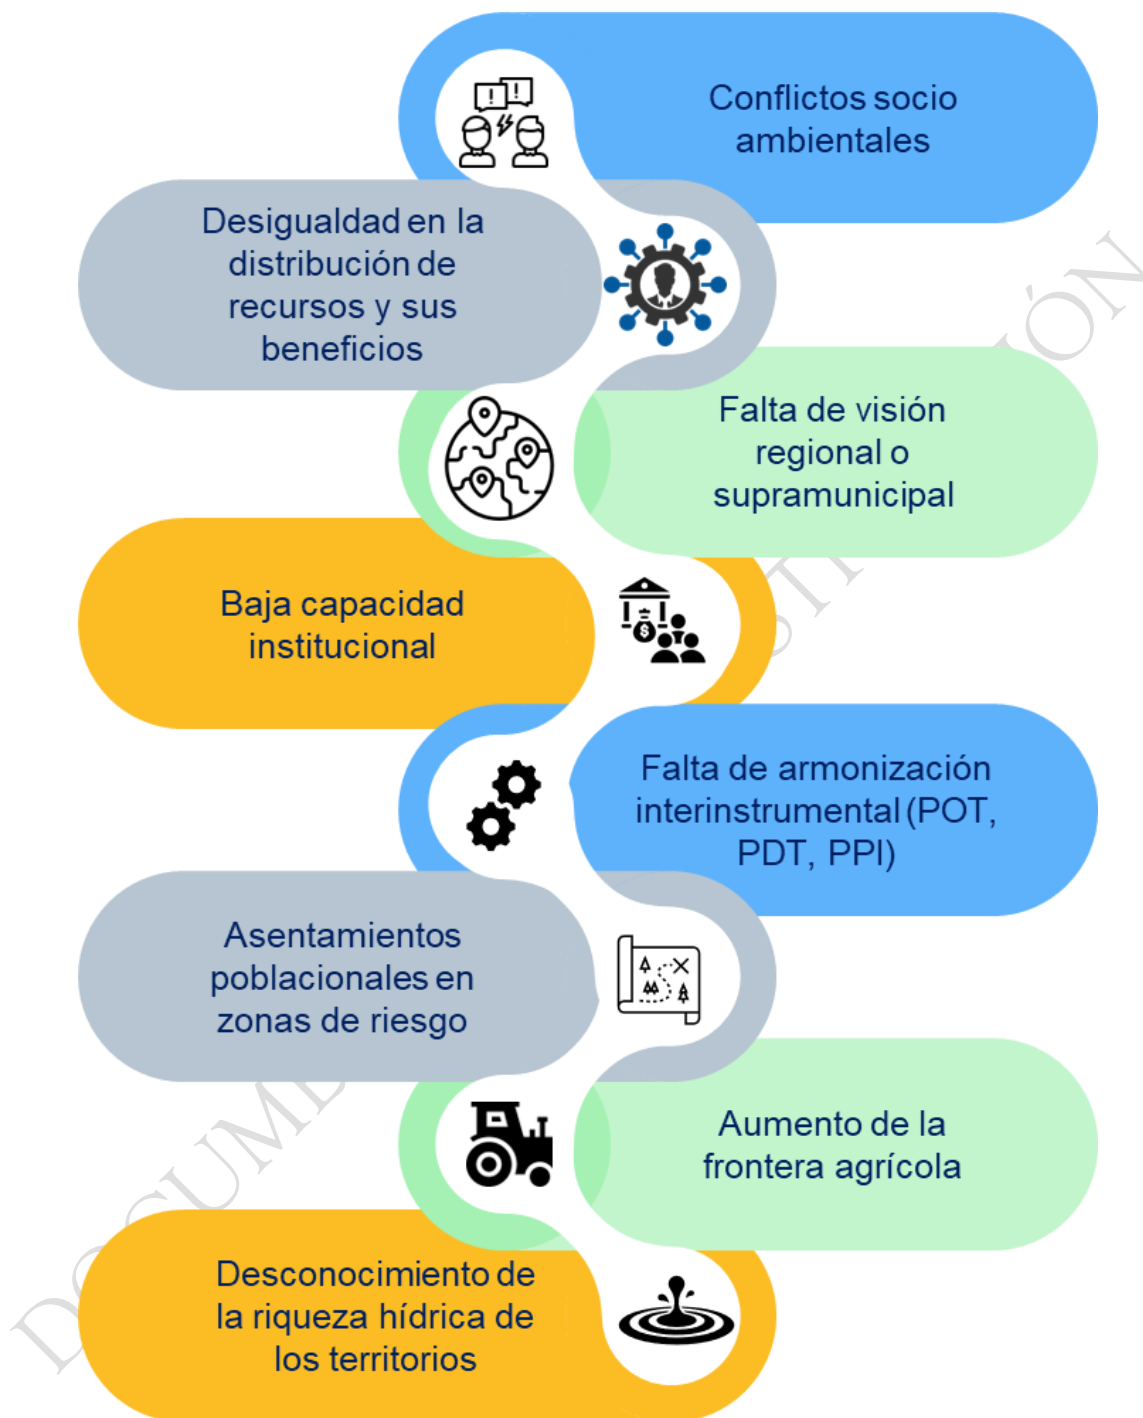 Conflictos socio
ambientales
Desigualdad en la
distribución de
recursos y sus
beneficios
Falta de visión
regional o
supramunicipal
Baja capacidad
institucional
Falta de armonización
interinstrumental (POT,
PDT, PPI)
Asentamientos
poblacionales en
zonas de riesgo
Aumento de la
frontera agrícola
Desconocimiento de
la riqueza hídrica de
los territorios